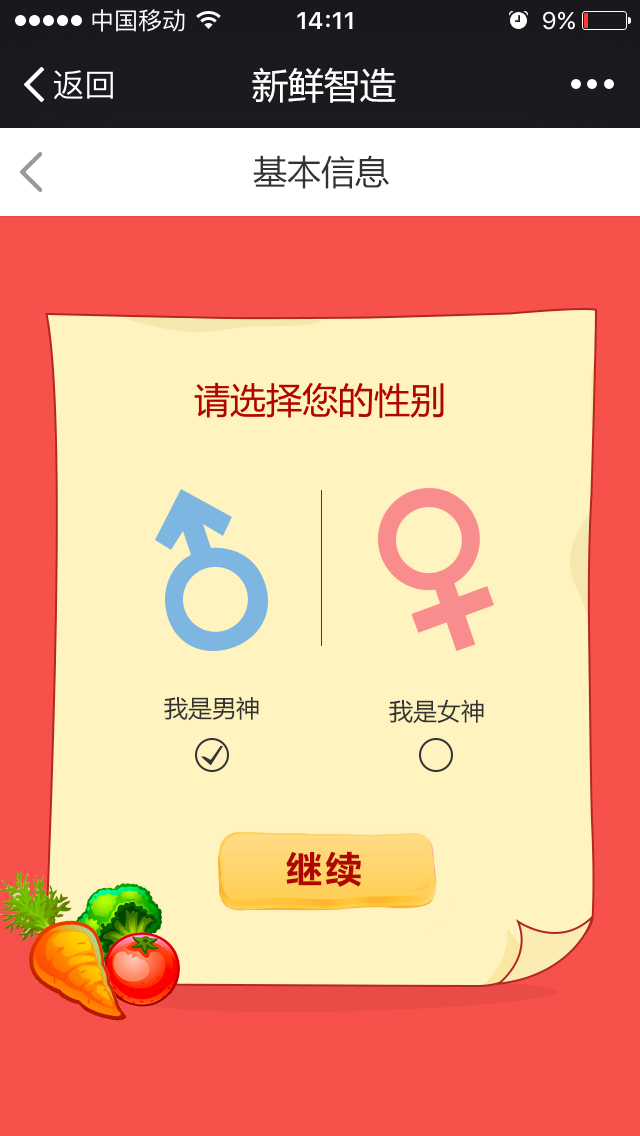 中国移动 14:11 9%
返回 新鲜智造
基本信息
请选择您的性别
我是男神 我是女神
继续